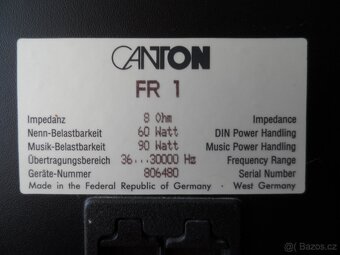 CANTON
FR 1
Impedanz 8 Ohm Impedance
Nenn-Belastbarkeit 60 Watt DIN Power Handling
Musik-Belastbarkeit 90 Watt Music Power Handling
Übertragungsbereich 36...30000 Hz Frequency Range
Geräte-Nummer 806480 Serial Number
Made in the Federal Republic of Germany - West Germany
Bazoš.cz